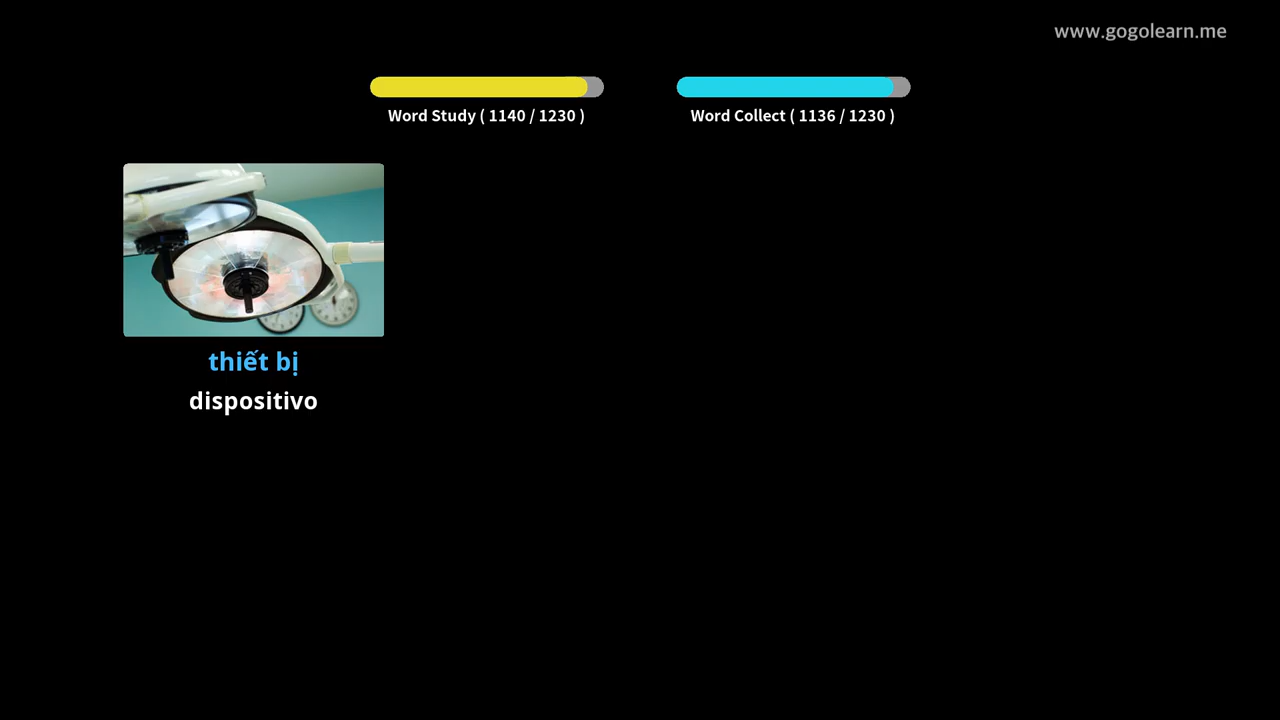 www.gogolearn.me
Word Study ( 1140 / 1230 )
Word Collect ( 1136 / 1230 )
thiết bị
dispositivo